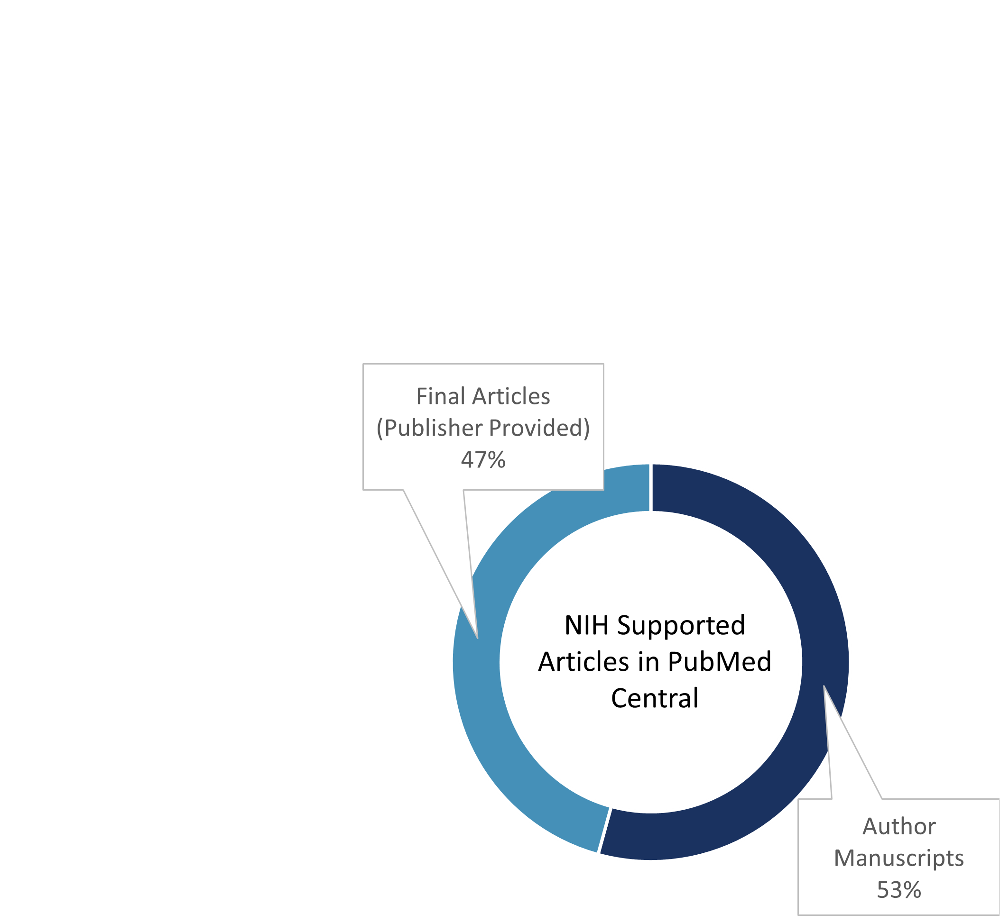 Final Articles
(Publisher Provided)
47%
NIH Supported
Articles in PubMed
Central
Author
Manuscripts
53%